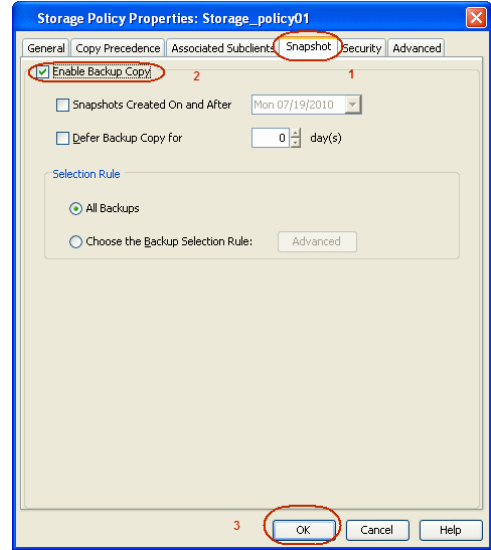 Storage Policy Properties: Storage_policy01
General Copy Precedence Associated Subclients Snapshot Security Advanced
Enable Backup Copy 2 1
Snapshots Created On and After Mon 07/19/2010
Defer Backup Copy for 0 day(s)
Selection Rule
All Backups
Choose the Backup Selection Rule: Advanced
3 OK Cancel Help